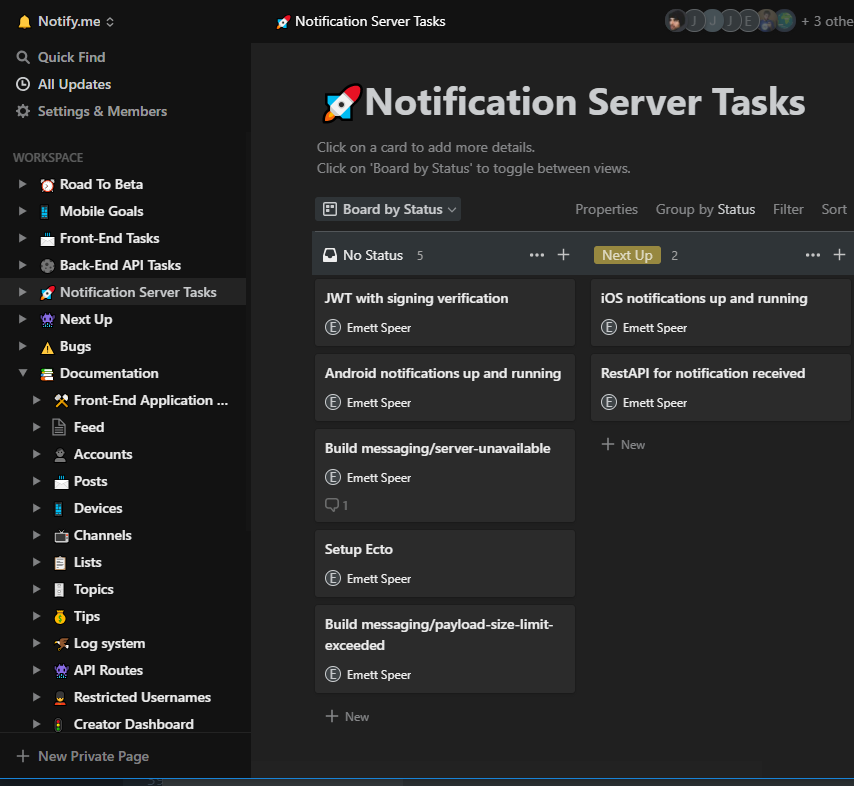 Notify.me
Quick Find
All Updates
Settings & Members
WORKSPACE
Road To Beta
Mobile Goals
Front-End Tasks
Back-End API Tasks
Notification Server Tasks
Next Up
Bugs
Documentation
Front-End Application ...
Feed
Accounts
Posts
Devices
Channels
Lists
Topics
Tips
Log system
API Routes
Restricted Usernames
Creator Dashboard
New Private Page
Notification Server Tasks
J J J E + 3 othe
Notification Server Tasks
Click on a card to add more details.
Click on 'Board by Status' to toggle between views.
Board by Status Properties Group by Status Filter Sort
No Status 5
JWT with signing verification
E Emett Speer
Android notifications up and running
E Emett Speer
Build messaging/server-unavailable
E Emett Speer
1
Setup Ecto
E Emett Speer
Build messaging/payload-size-limit-
exceeded
E Emett Speer
New
Next Up 2
iOS notifications up and running
E Emett Speer
RestAPI for notification received
E Emett Speer
New